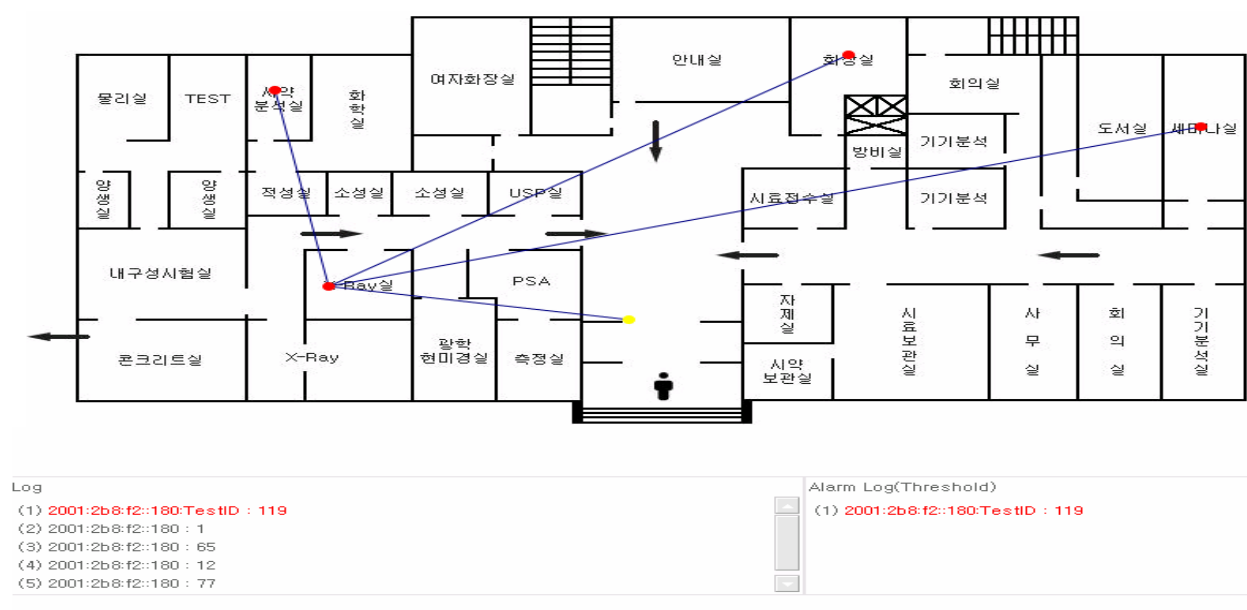 안내실
여자화장실
화장실
회의실
물리실
TEST
시약
분석실
화
학
실
도서실
세미나실
기기분석
방비실
양
생
실
양
생
실
적성실
소성실
소성실
USP실
시료접수실
기기분석
내구성시험실
X-Ray실
PSA
자
제
실
시
료
보
관
실
사
무
실
회
의
실
기
기
분
석
실
콘크리트실
X-Ray
광학
현미경실
측정실
시약
보관실
Log
(1) 2001:2b8:f2::180:TestID : 119
(2) 2001:2b8:f2::180 : 1
(3) 2001:2b8:f2::180 : 65
(4) 2001:2b8:f2::180 : 12
(5) 2001:2b8:f2::180 : 77
Alarm Log(Threshold)
(1) 2001:2b8:f2::180:TestID : 119